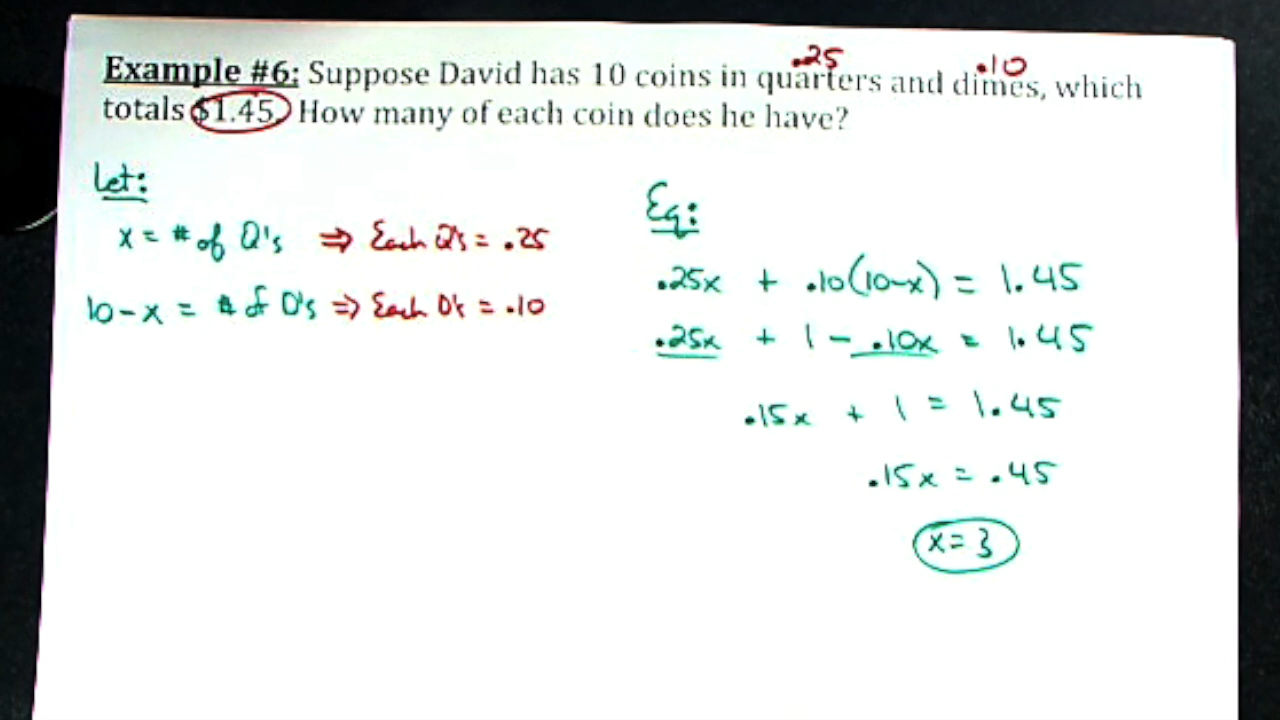 .25 .10
Example #6: Suppose David has 10 coins in quarters and dimes, which
totals $1.45. How many of each coin does he have?
Let:
x = # of Q's ⇒ Each Q's = .25
10-x = # of D's ⇒ Each D's = .10
Eq:
.25x + .10(10-x) = 1.45
.25x + 1 - .10x = 1.45
.15x + 1 = 1.45
.15x = .45
x = 3